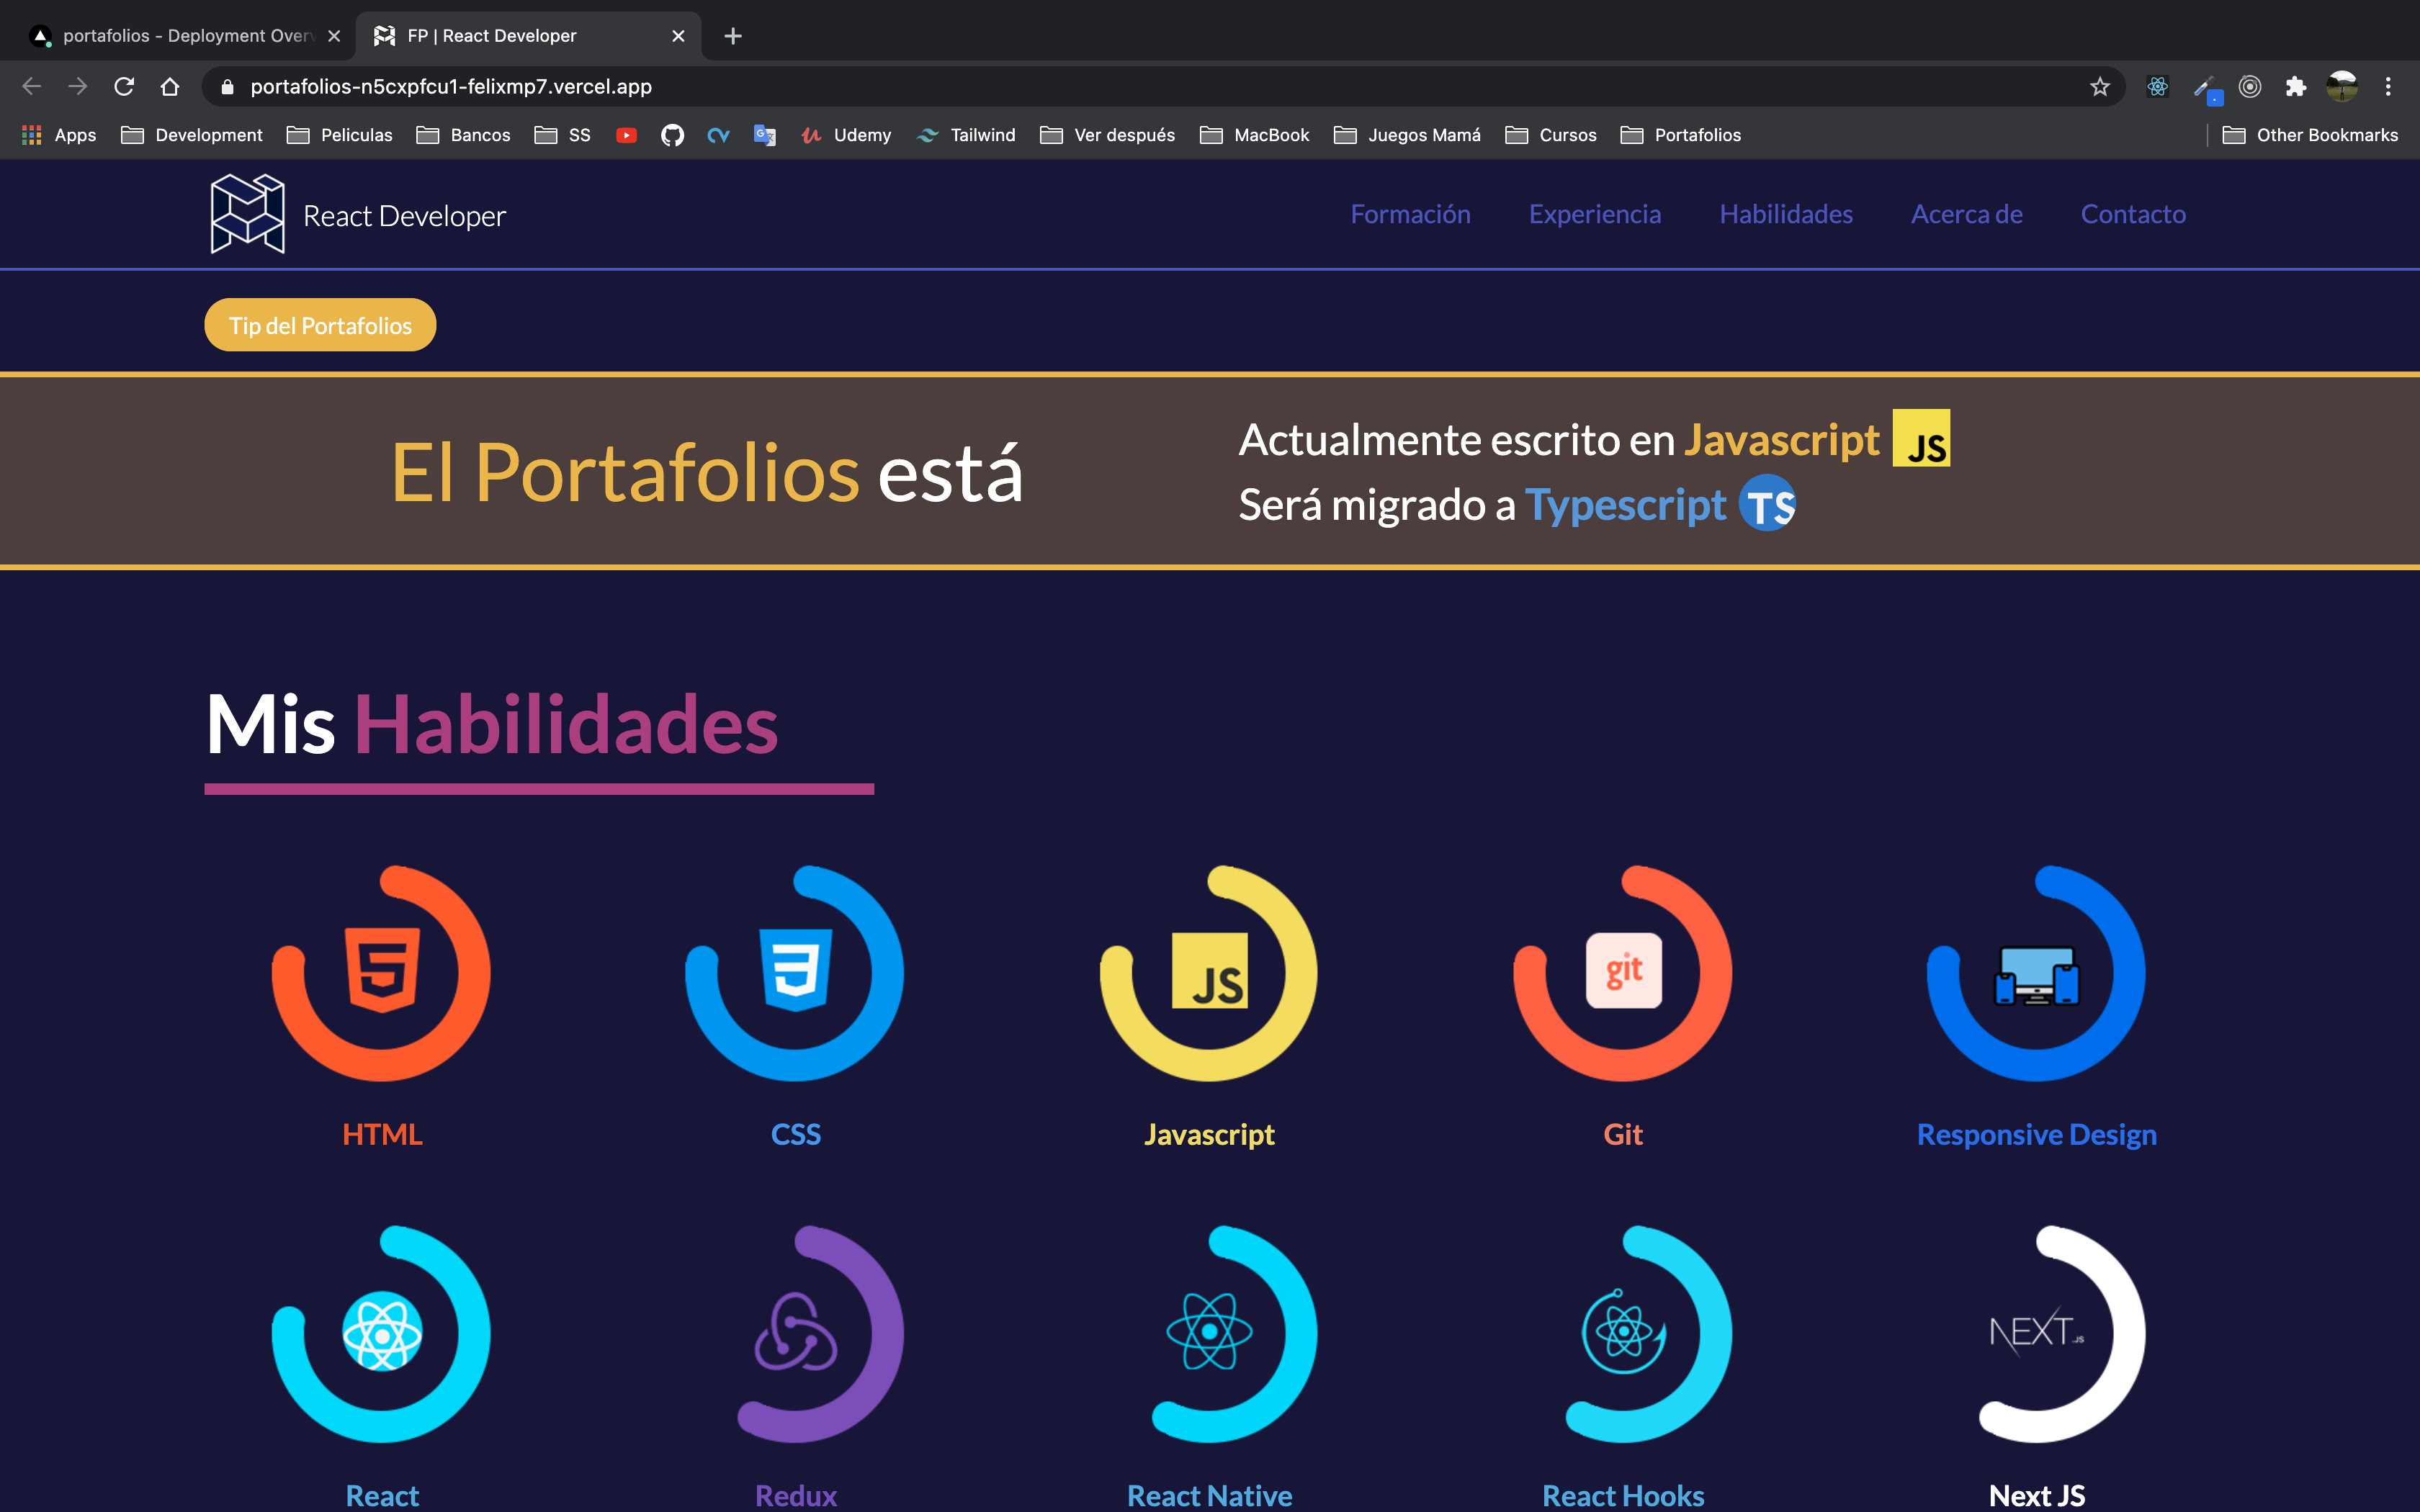 portafolios - Deployment Over
FP | React Developer
portafolios-n5cxpfcu1-felixmp7.vercel.app
Apps Development Peliculas Bancos SS Udemy Tailwind Ver después MacBook Juegos Mamá Cursos Portafolios Other Bookmarks
React Developer
Formación Experiencia Habilidades Acerca de Contacto
Tip del Portafolios
El Portafolios está
Actualmente escrito en Javascript JS
Será migrado a Typescript TS
Mis Habilidades
JS
git
HTML CSS Javascript Git Responsive Design
NEXT.JS
React Redux React Native React Hooks Next JS